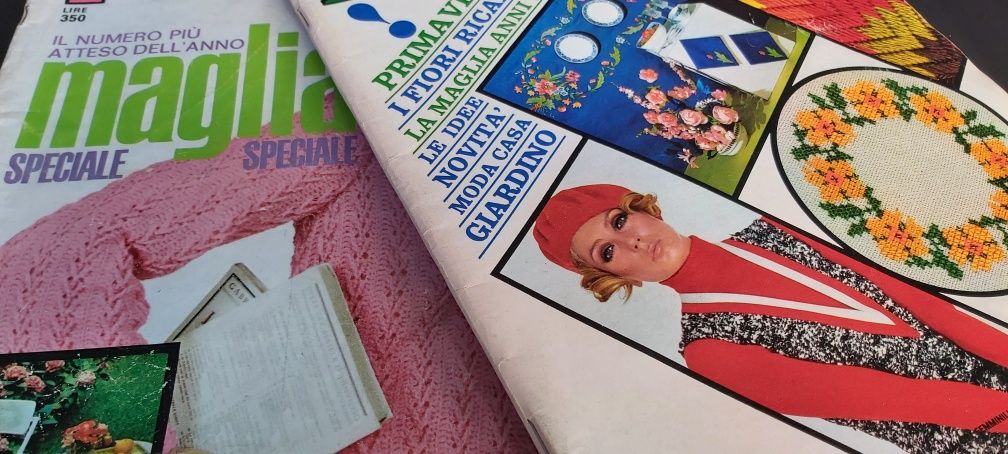 LIRE
350
IL NUMERO PIÙ
ATTESO DELL'ANNO
maglia
SPECIALE SPECIALE
I FIORI RICA
LA MAGLIA ANNI
LE IDEE
NOVITA'
MODA CASA
GIARDINO